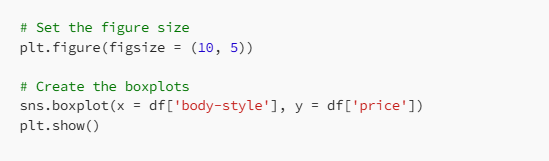 # Set the figure size
plt.figure(figsize = (10, 5))
# Create the boxplots
sns.boxplot(x = df['body-style'], y = df['price'])
plt.show()